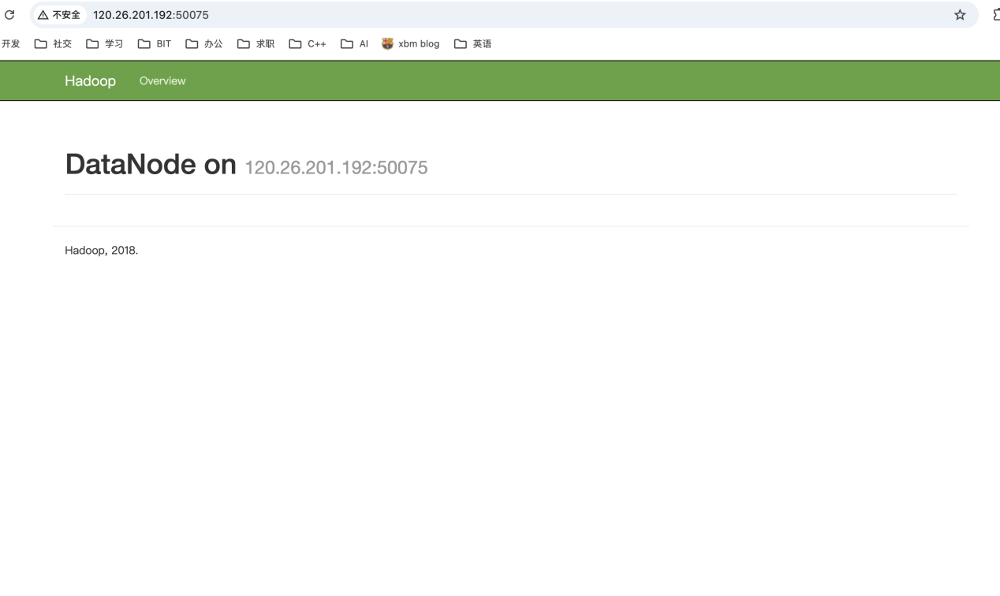 不安全 120.26.201.192:50075
开发 社交 学习 BIT 办公 求职 C++ AI xbm blog 英语
Hadoop Overview
DataNode on 120.26.201.192:50075
Hadoop, 2018.